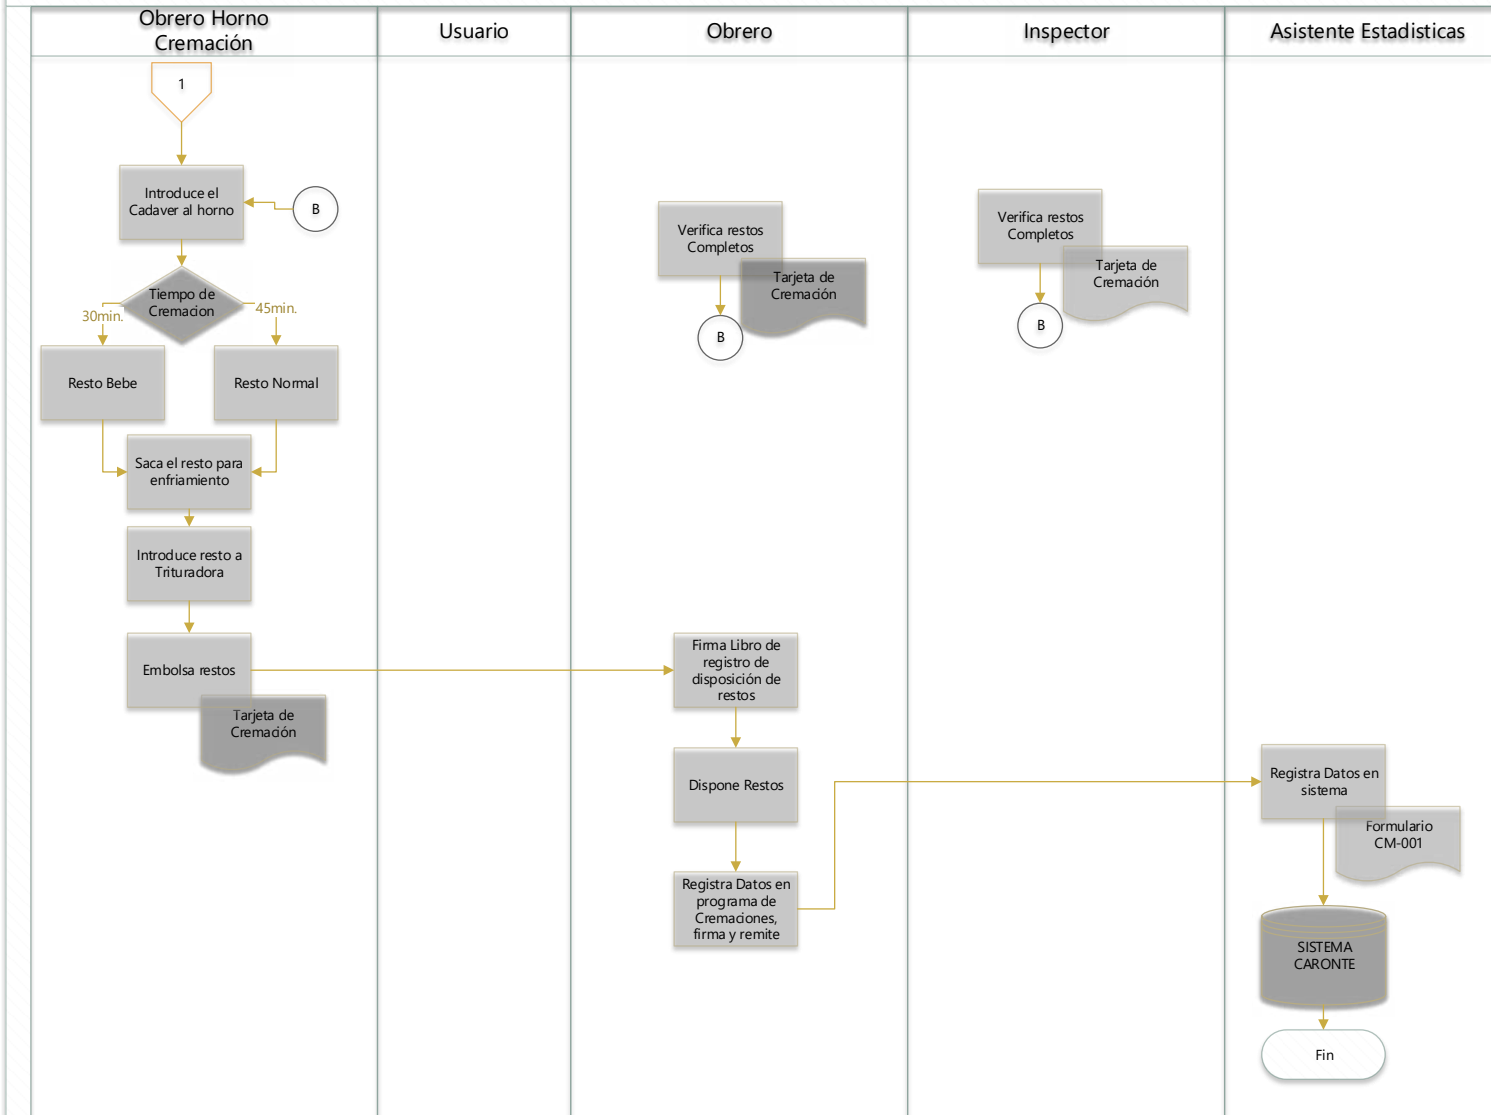 Obrero Horno
Cremación
Usuario
Obrero
Inspector
Asistente Estadisticas
1
Introduce el
Cadaver al horno
B
Verifica restos
Completos
Tarjeta de
Cremación
B
Verifica restos
Completos
Tarjeta de
Cremación
B
Tiempo de
Cremacion
30min.
45min.
Resto Bebe
Resto Normal
Saca el resto para
enfriamiento
Introduce resto a
Trituradora
Embolsa restos
Tarjeta de
Cremación
Firma Libro de
registro de
disposición de
restos
Dispone Restos
Registra Datos en
programa de
Cremaciones,
firma y remite
Registra Datos en
sistema
Formulario
CM-001
SISTEMA
CARONTE
Fin